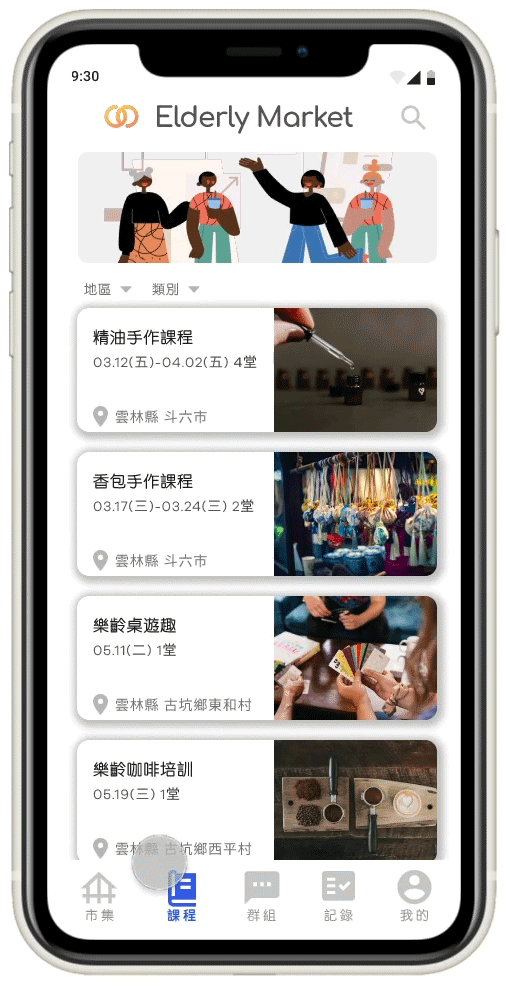 9:30
Elderly Market
地區 類別
精油手作課程
03.12(五)-04.02(五) 4堂
雲林縣 斗六市
香包手作課程
03.17(三)-03.24(三) 2堂
雲林縣 斗六市
樂齡桌遊趣
05.11(二) 1堂
雲林縣 古坑鄉東和村
樂齡咖啡培訓
05.19(三) 1堂
雲林縣 古坑鄉西平村
市集 課程 群組 記錄 我的